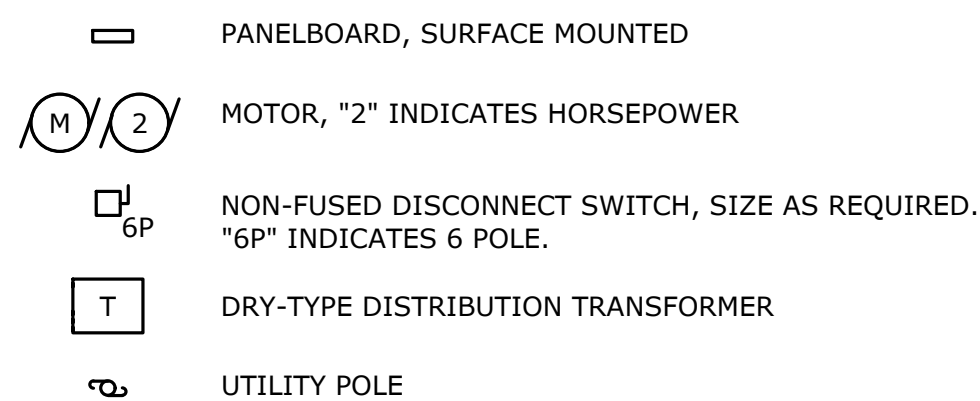 PANELBOARD, SURFACE MOUNTED
M 2 MOTOR, "2" INDICATES HORSEPOWER
6P NON-FUSED DISCONNECT SWITCH, SIZE AS REQUIRED.
"6P" INDICATES 6 POLE.
T DRY-TYPE DISTRIBUTION TRANSFORMER
UTILITY POLE